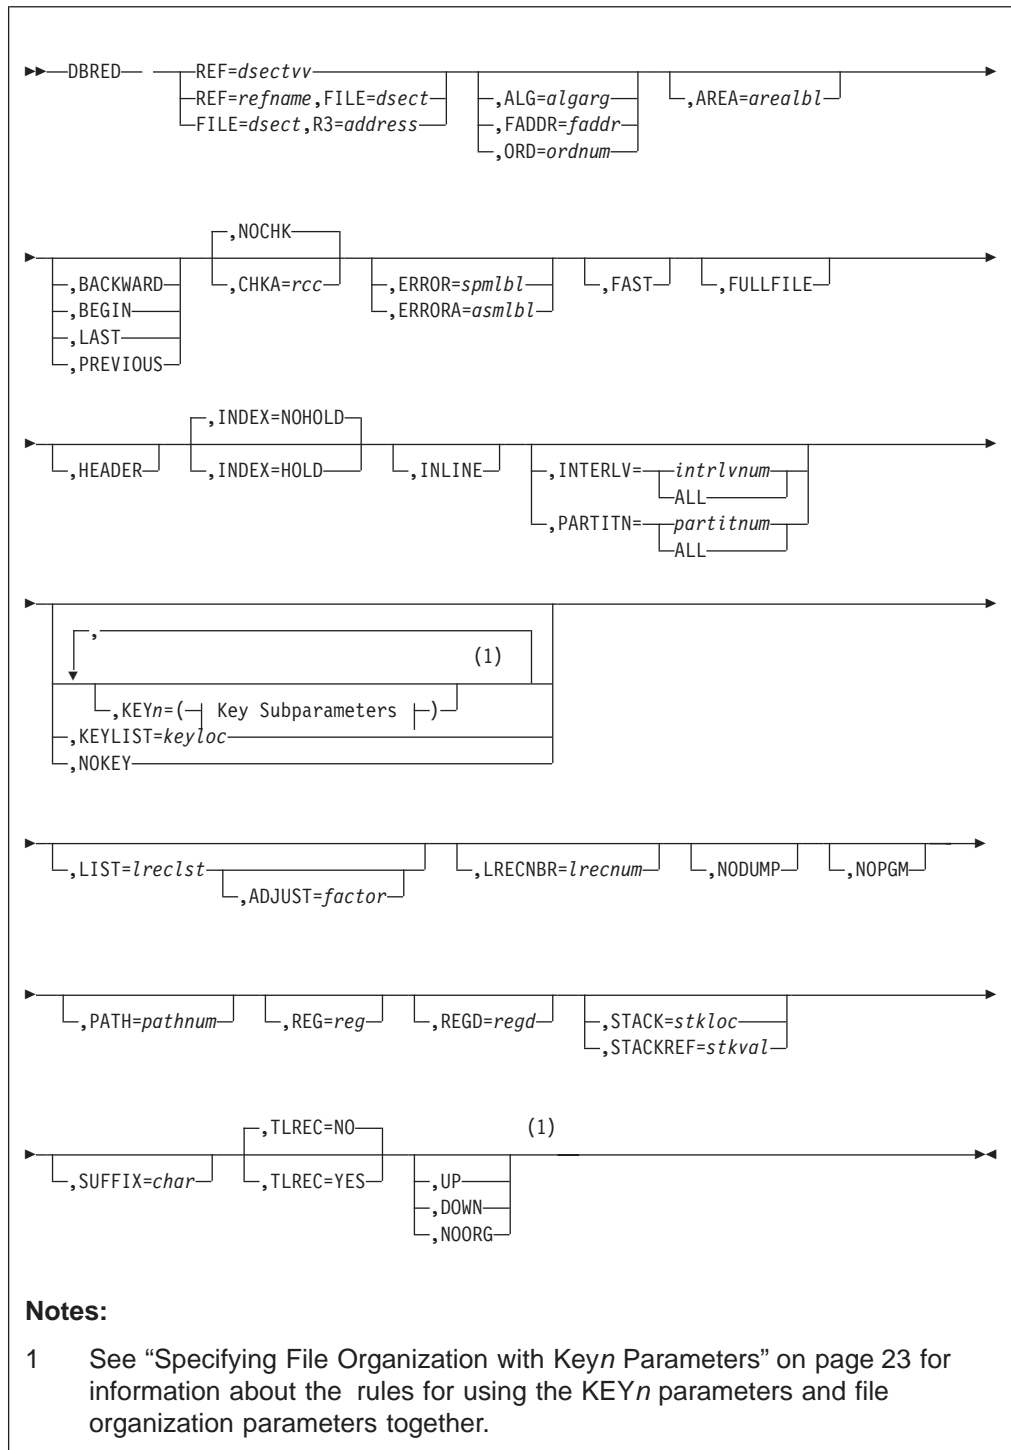 DBRED REF=dsectvv
REF=refname,FILE=dsect ,ALG=algarg ,AREA=arealbl
FILE=dsect,R3=address ,FADDR=faddr
,ORD=ordnum
,NOCHK
,BACKWARD ,CHKA=rcc ,ERROR=spmlbl ,FAST ,FULLFILE
,BEGIN ,ERRORA=asmlbl
,LAST
,PREVIOUS
,INDEX=NOHOLD
,HEADER ,INDEX=HOLD ,INLINE ,INTERLV= intrlvnum
ALL
,PARTITN= partitnum
ALL
,
(1)
,KEYn=( Key Subparameters )
,KEYLIST=keyloc
,NOKEY
,LIST=lreclst ,LRECNBR=lrecnum ,NODUMP ,NOPGM
,ADJUST=factor
,PATH=pathnum ,REG=reg ,REGD=regd ,STACK=stkloc
,STACKREF=stkval
,TLREC=NO (1)
,SUFFIX=char ,TLREC=YES ,UP
,DOWN
,NOORG
Notes:
1 See “Specifying File Organization with Keyn Parameters” on page 23 for
information about the rules for using the KEYn parameters and file
organization parameters together.